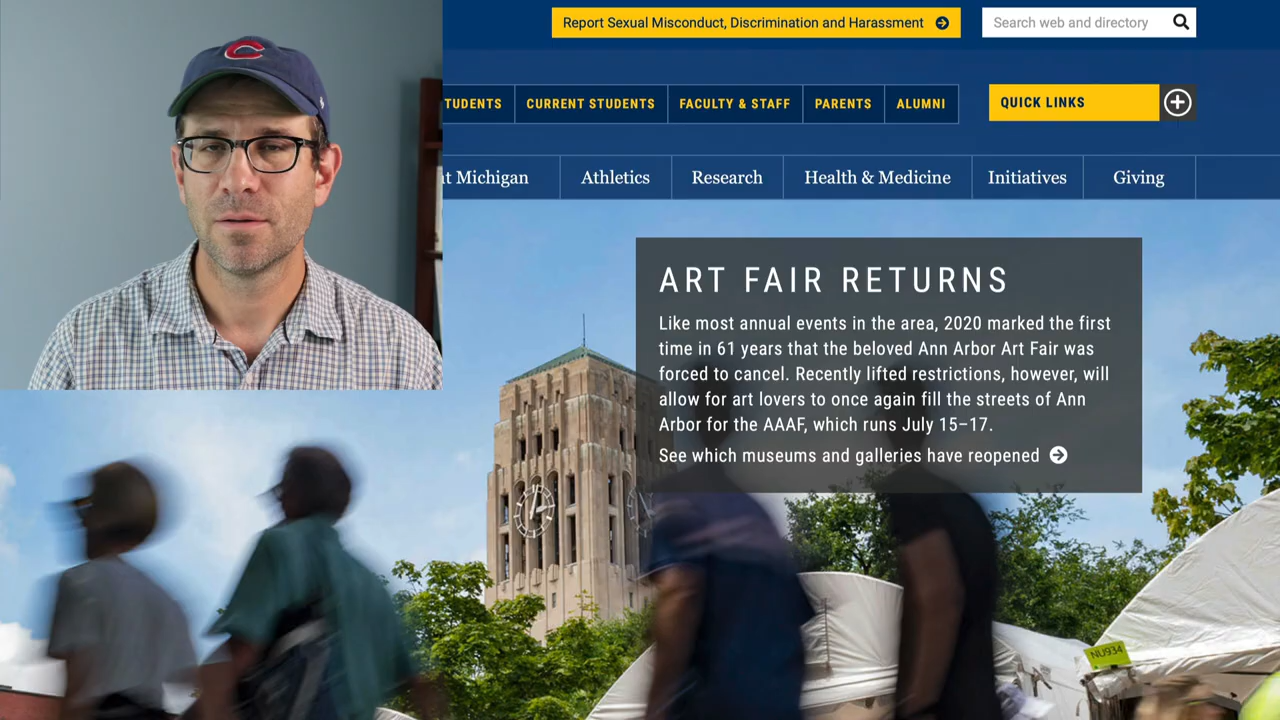 C
Report Sexual Misconduct, Discrimination and Harassment
Search web and directory
CURRENT STUDENTS
FACULTY & STAFF
PARENTS
ALUMNI
QUICK LINKS
Michigan
Athletics
Research
Health & Medicine
Initiatives
Giving
ART FAIR RETURNS
Like most annual events in the area, 2020 marked the first
time in 61 years that the beloved Ann Arbor Art Fair was
forced to cancel. Recently lifted restrictions, however, will
allow for art lovers to once again fill the streets of Ann
Arbor for the AAAF, which runs July 15–17.
See which museums and galleries have reopened
NU934